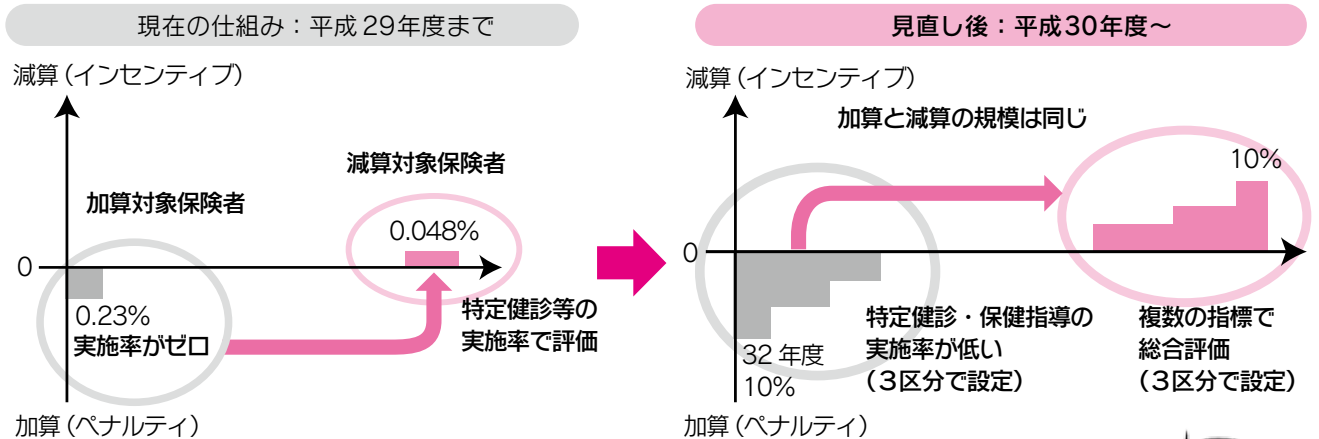 現在の仕組み：平成29年度まで
減算（インセンティブ）
減算対象保険者
加算対象保険者
0.048%
0
0.23%
実施率がゼロ
特定健診等の
実施率で評価
加算（ペナルティ）
見直し後：平成30年度〜
減算（インセンティブ）
加算と減算の規模は同じ
10%
0
32年度
10%
特定健診・保健指導の
実施率が低い
（３区分で設定）
複数の指標で
総合評価
（３区分で設定）
加算（ペナルティ）